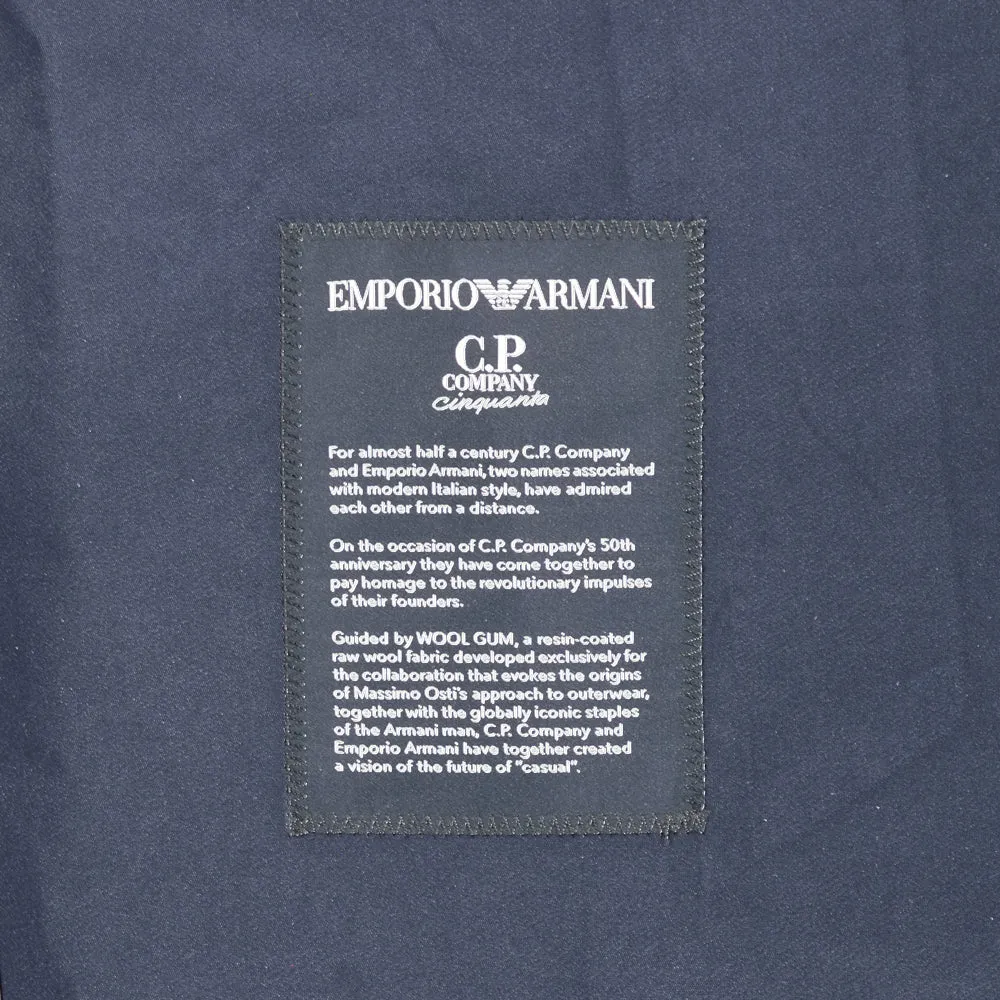 EMPORIO ARMANI
C.P.
COMPANY
cinquanta
For almost half a century C.P. Company
and Emporio Armani, two names associated
with modern Italian style, have admired
each other from a distance.
On the occasion of C.P. Company's 50th
anniversary they have come together to
pay homage to the revolutionary impulses
of their founders.
Guided by WOOL GUM, a resin-coated
raw wool fabric developed exclusively for
the collaboration that evokes the origins
of Massimo Osti's approach to outerwear,
together with the globally iconic staples
of the Armani man, C.P. Company and
Emporio Armani have together created
a vision of the future of "casual".